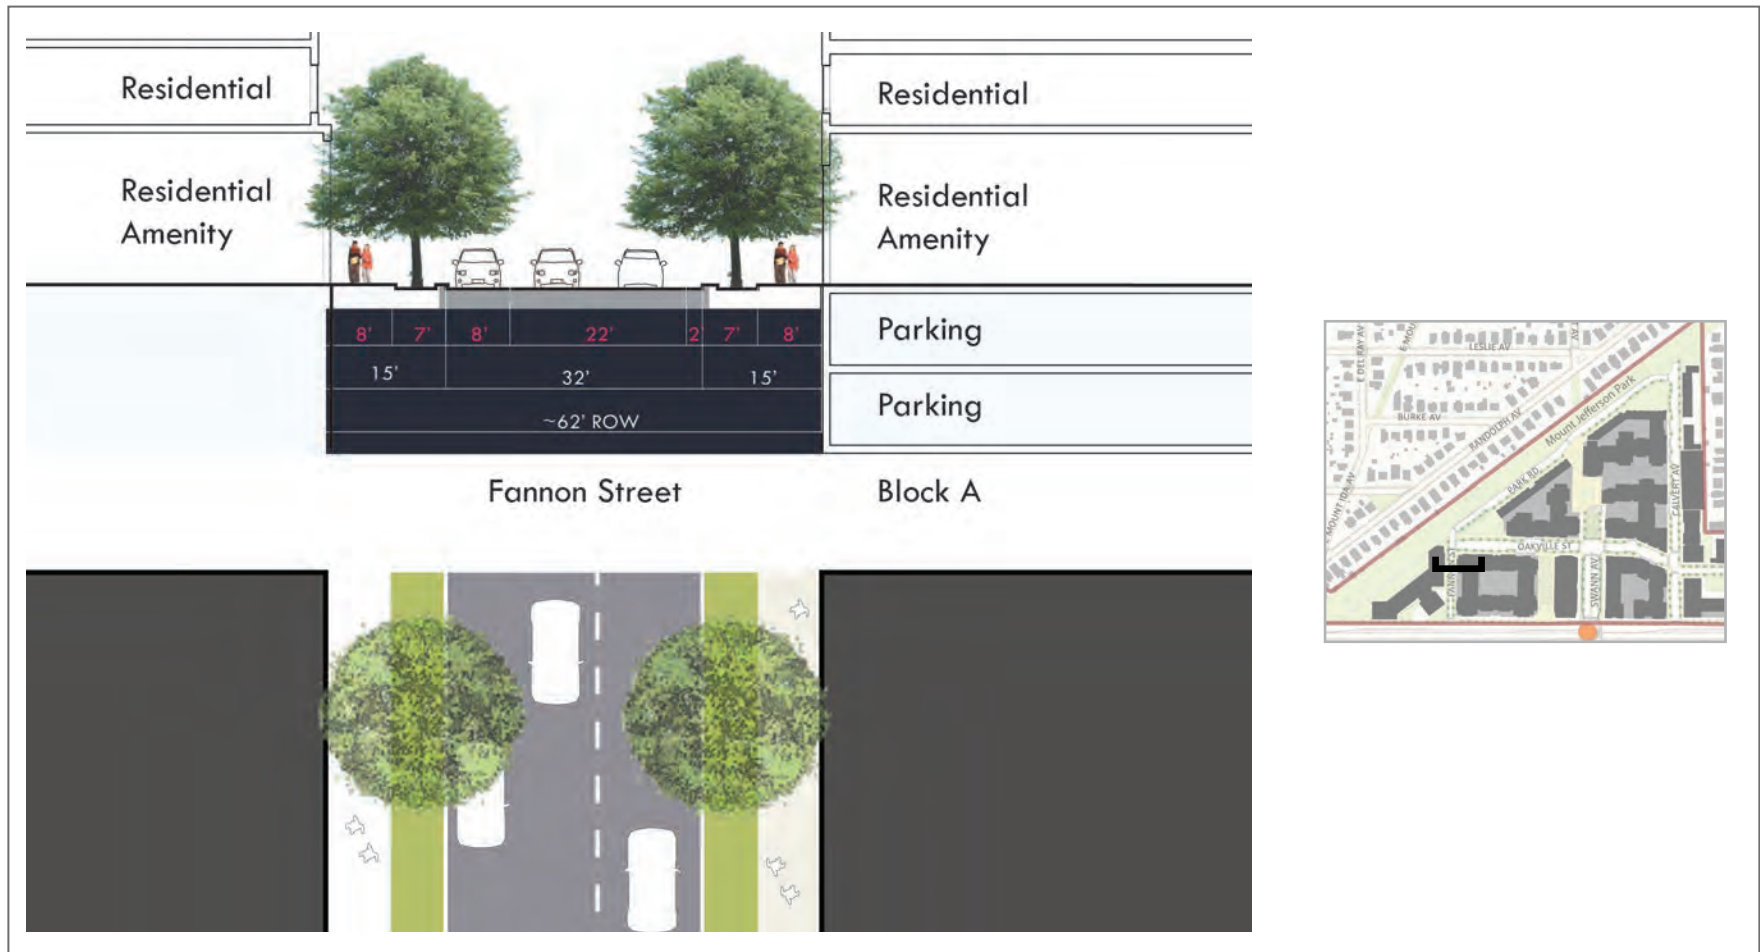 Residential
Residential
Amenity
Residential
Residential
Amenity
8' 7' 8' 22' 2' 7' 8'
15' 32' 15'
~62' ROW
Parking
Parking
Fannon Street
Block A
E DEL RAY AV
LESLIE AV
BURKE AV
RANDOLPH AV
Mount Jefferson Park
E MOUNT IDA AV
PARK RD
CALVERT AV
OAKVILLE ST
SWANN AV